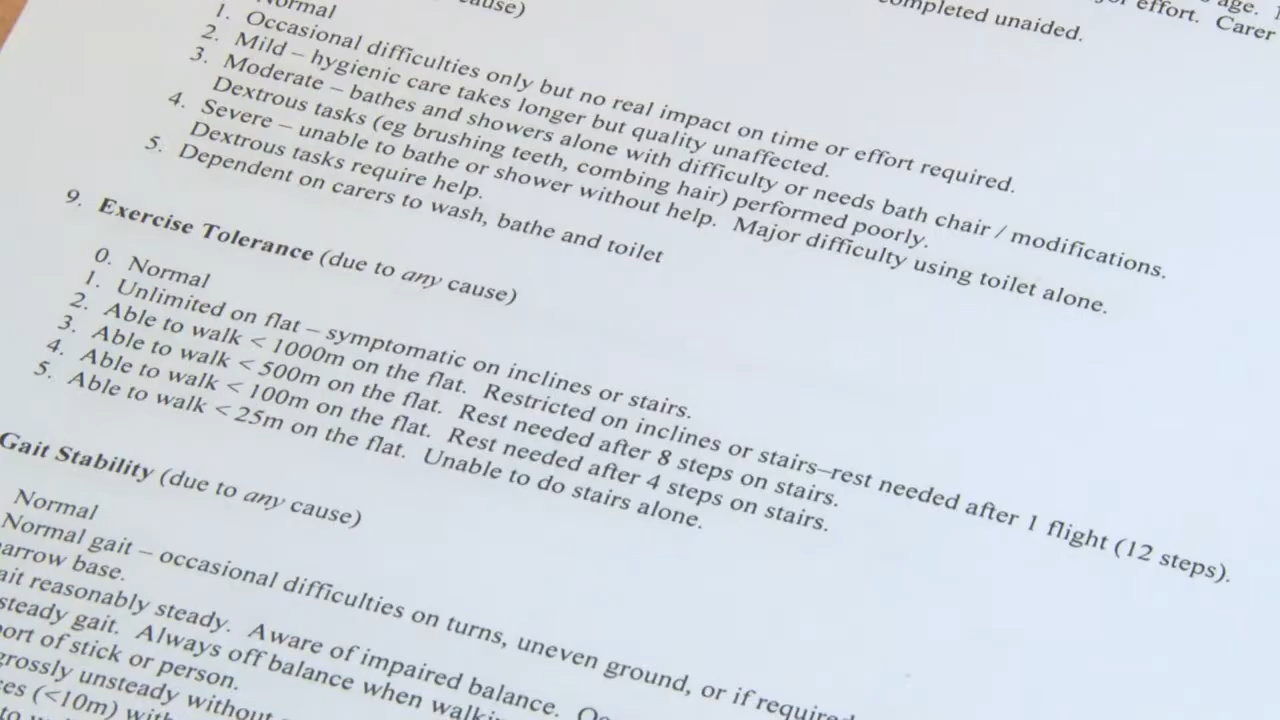 age.
effort. Carer
completed unaided.
Normal
cause)
1. Occasional difficulties only but no real impact on time or effort required.
2. Mild – hygienic care takes longer but quality unaffected.
3. Moderate – bathes and showers alone with difficulty or needs bath chair / modifications.
Dextrous tasks (eg brushing teeth, combing hair) performed poorly.
4. Severe – unable to bathe or shower without help. Major difficulty using toilet alone.
Dextrous tasks require help.
5. Dependent on carers to wash, bathe and toilet
9. Exercise Tolerance (due to any cause)
0. Normal
1. Unlimited on flat – symptomatic on inclines or stairs.
2. Able to walk < 1000m on the flat. Restricted on inclines or stairs–rest needed after 1 flight (12 steps).
3. Able to walk < 500m on the flat. Rest needed after 8 steps on stairs.
4. Able to walk < 100m on the flat. Rest needed after 4 steps on stairs.
5. Able to walk < 25m on the flat. Unable to do stairs alone.
Gait Stability (due to any cause)
Normal
Normal gait – occasional difficulties on turns, uneven ground, or if required
arrow base.
ait reasonably steady. Aware of impaired balance.
steady gait. Always off balance when walki
port of stick or person.
grossly unsteady without
ces (<10m) with